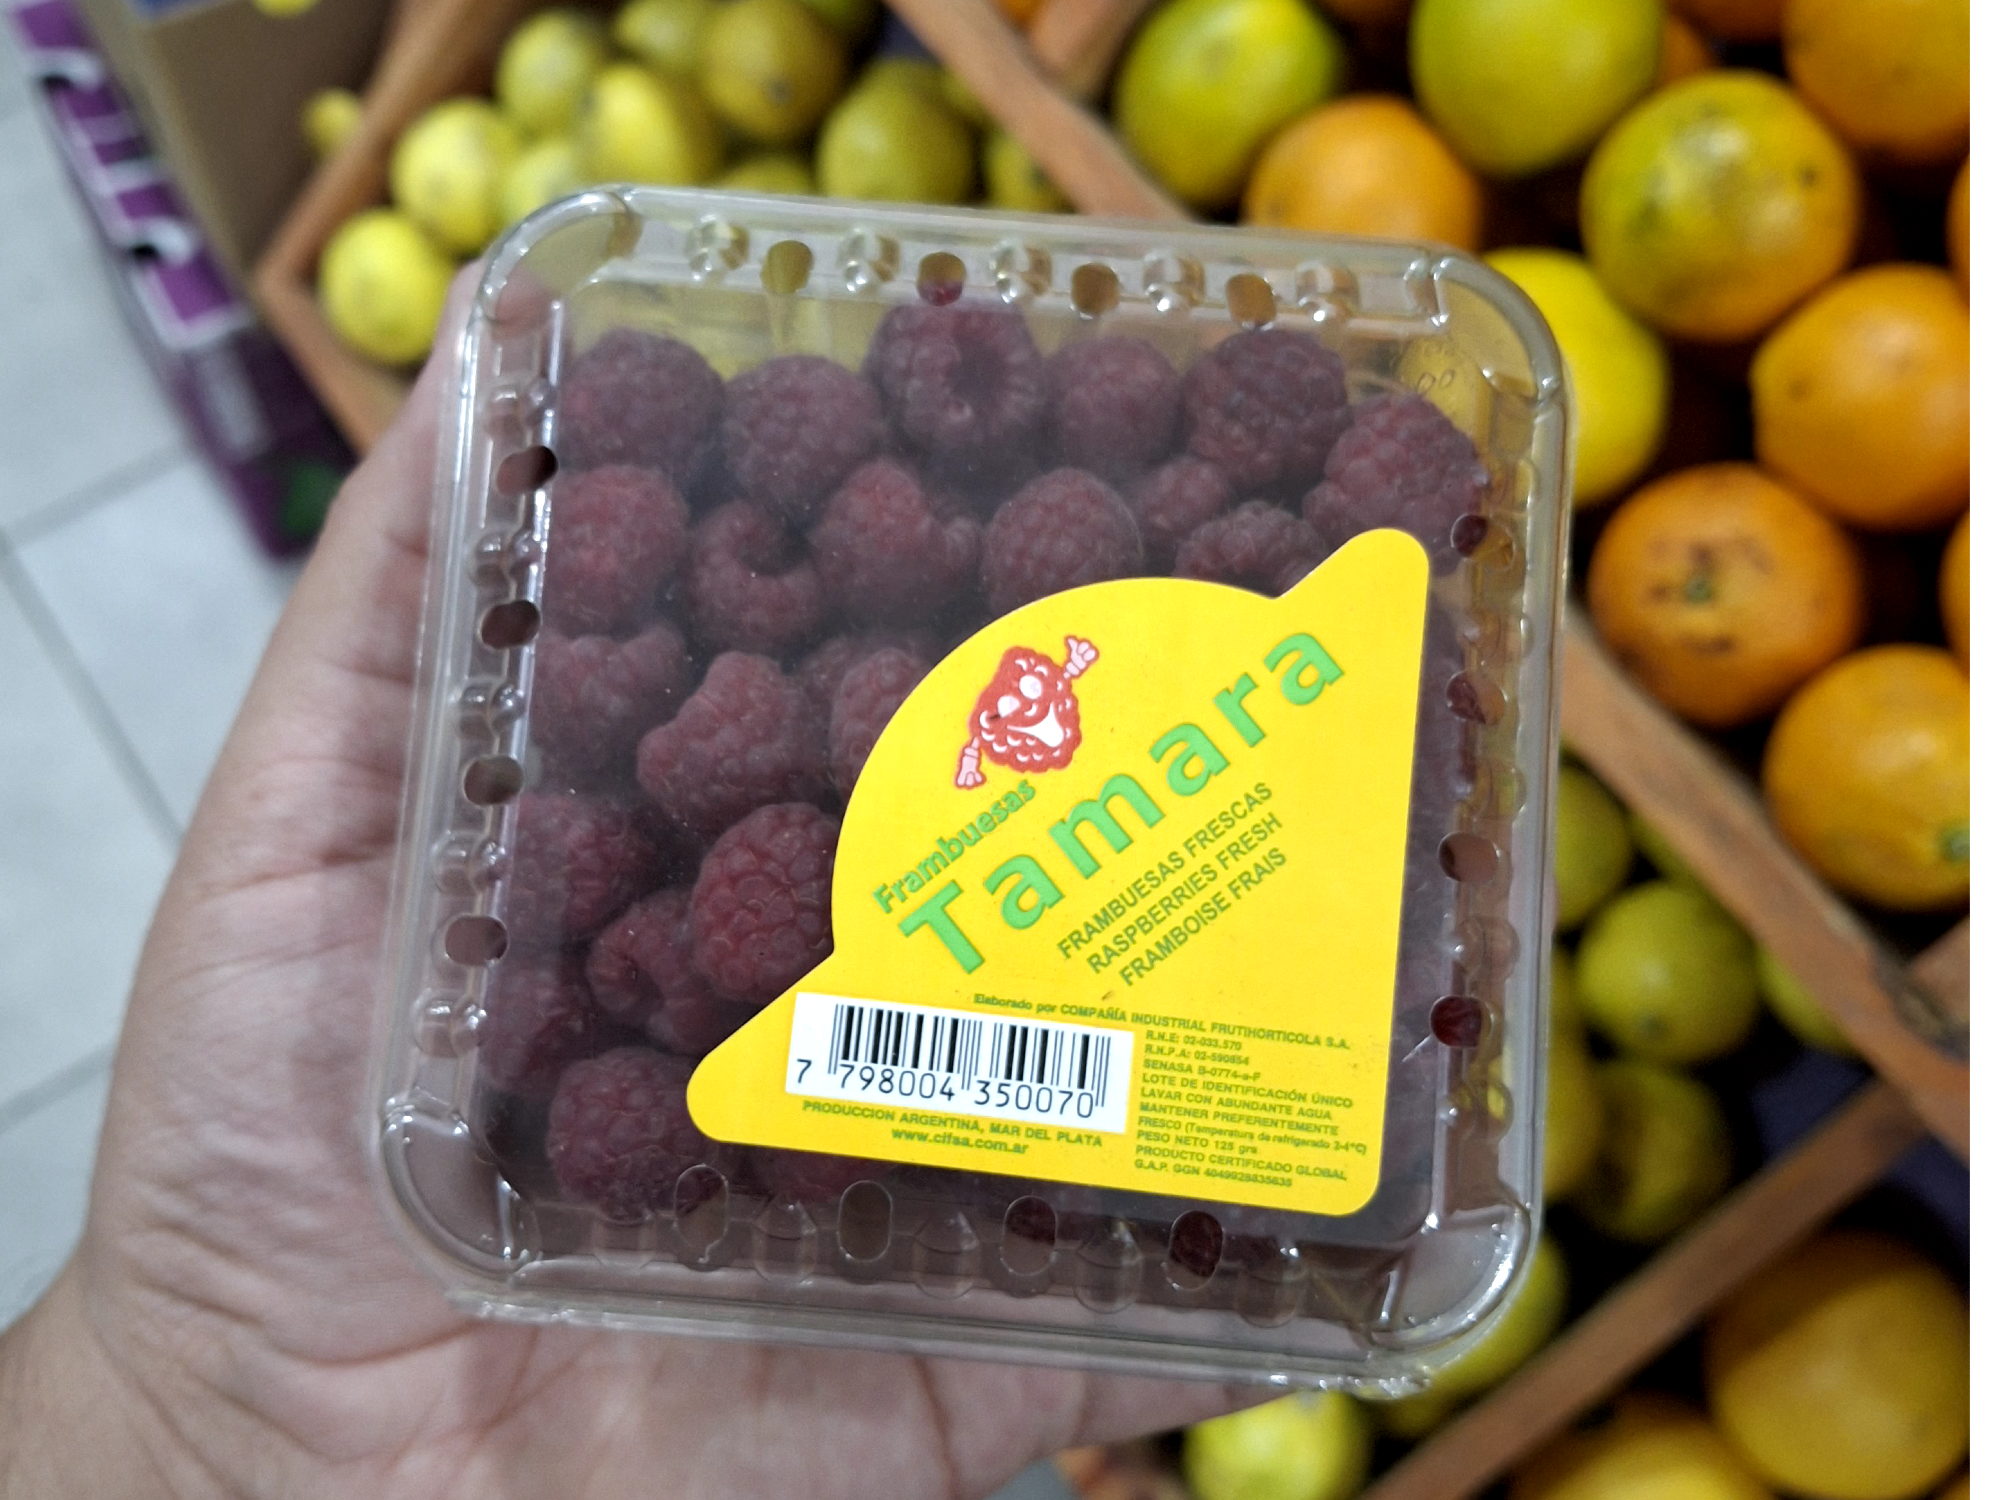 Frambuesas
Tamara
FRAMBUESAS FRESCAS
RASPBERRIES FRESH
FRAMBOISE FRAIS
Elaborado por COMPAÑÍA INDUSTRIAL FRUTIHORTICOLA S.A.
R.N.E: 02-033.570
R.N.P.A: 02-590654
SENASA B-0774-a-F
LOTE DE IDENTIFICACIÓN ÚNICO
LAVAR CON ABUNDANTE AGUA
MANTENER PREFERENTEMENTE
FRESCO (Temperatura de refrigerado 2-4°C)
PESO NETO 125 grs
PRODUCTO CERTIFICADO GLOBAL
G.A.P. GGN 4049928835635
7 798004 350070
PRODUCCION ARGENTINA, MAR DEL PLATA
www.cifsa.com.ar